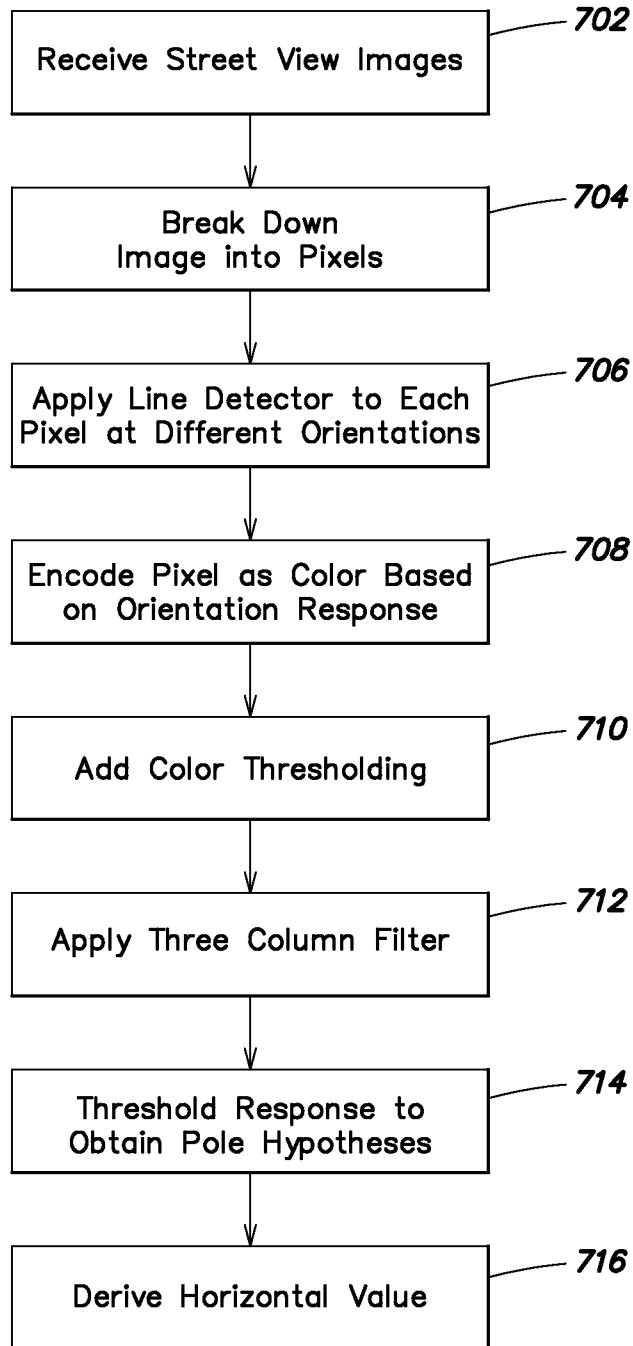 702
Receive Street View Images
704
Break Down
Image into Pixels
706
Apply Line Detector to Each
Pixel at Different Orientations
708
Encode Pixel as Color Based
on Orientation Response
710
Add Color Thresholding
712
Apply Three Column Filter
714
Threshold Response to
Obtain Pole Hypotheses
716
Derive Horizontal Value